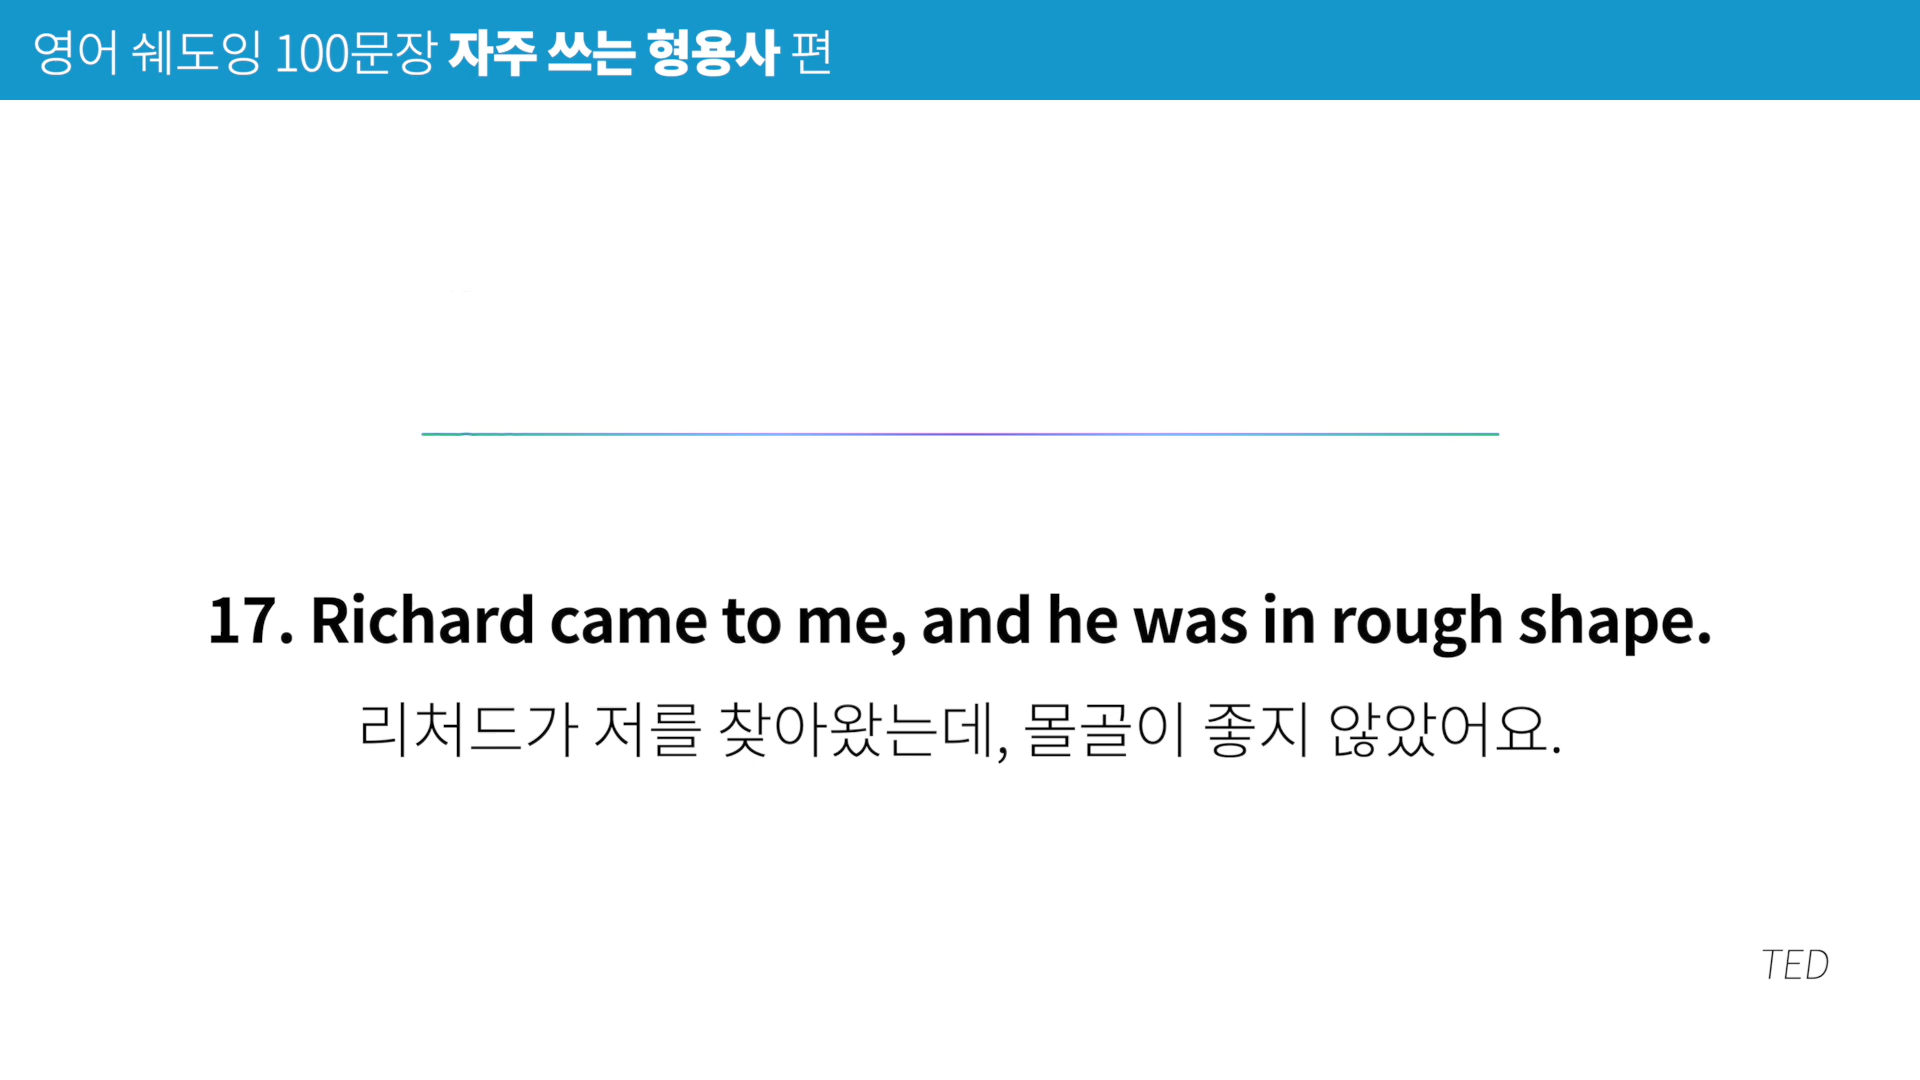 영어 쉐도잉 100문장 자주 쓰는 형용사 편
17. Richard came to me, and he was in rough shape.
리처드가 저를 찾아왔는데, 몰골이 좋지 않았어요.
TED